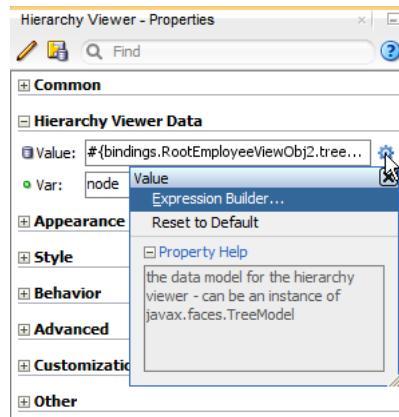 Hierarchy Viewer - Properties
Find
Common
Hierarchy Viewer Data
Value: #{bindings.RootEmployeeViewObj2.tree...
Var: node
Value
Expression Builder...
Appearance
Reset to Default
Style
Property Help
the data model for the hierarchy
viewer - can be an instance of
javax.faces.TreeModel
Behavior
Advanced
Customizatic
Other